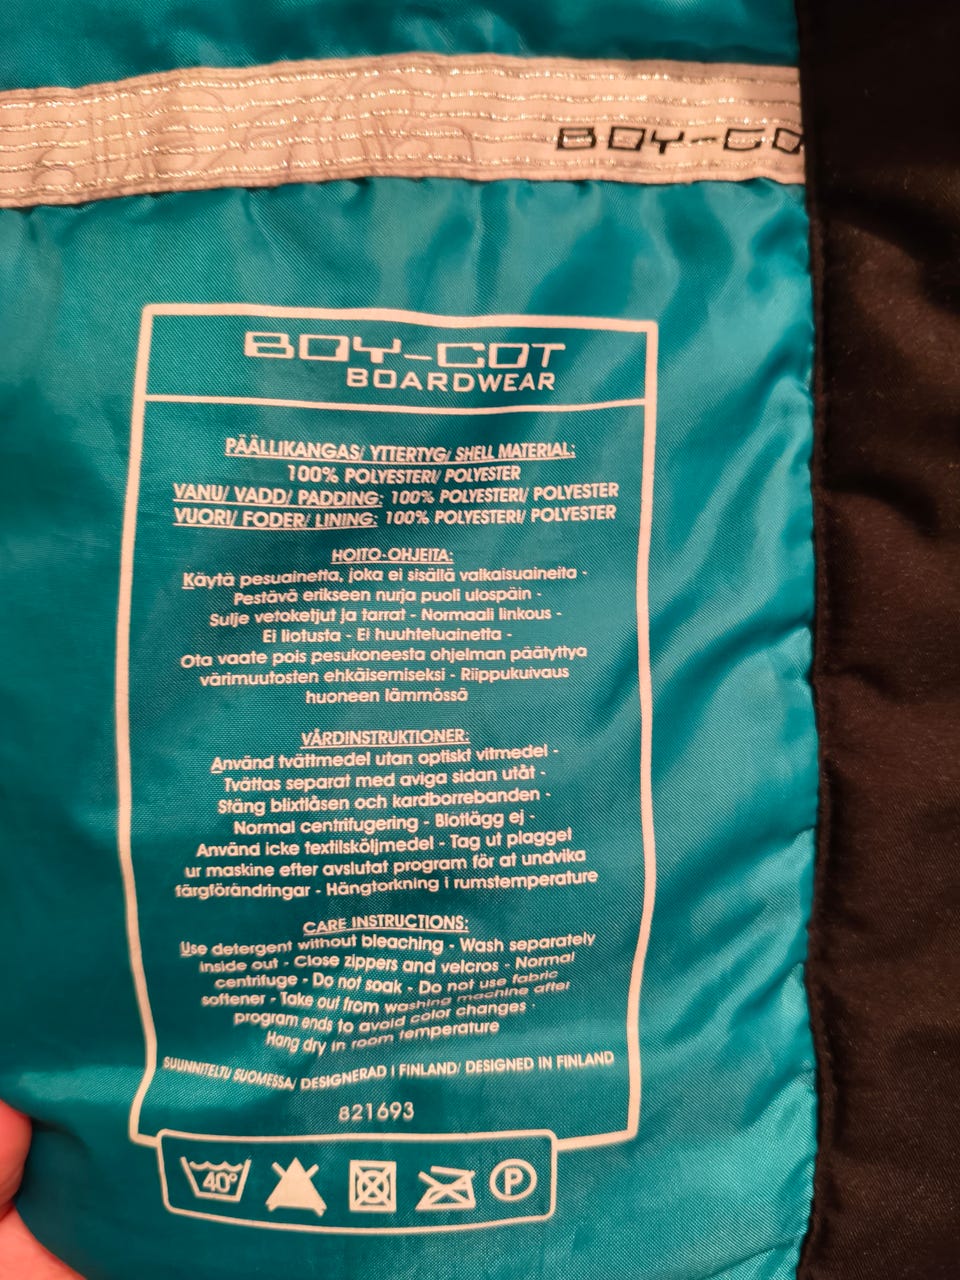 BOY-CO
BOY-COT
BOARDWEAR
PÄÄLLIKANGAS/ YTTERTYG/ SHELL MATERIAL:
100% POLYESTERI/ POLYESTER
VANU/ VADD/ PADDING: 100% POLYESTERI/ POLYESTER
VUORI/ FODER/ LINING: 100% POLYESTERI/ POLYESTER
HOITO-OHJEITA:
Käytä pesuainetta, joka ei sisällä valkaisuaineita -
Pestävä erikseen nurja puoli ulospäin -
Sulje vetoketjut ja tarrat - Normaali linkous -
Ei liotusta - Ei huuhteluainetta -
Ota vaate pois pesukoneesta ohjelman päätyttyä
värimuutosten ehkäisemiseksi - Riippukuivaus
huoneen lämmössä
VÅRDINSTRUKTIONER:
Använd tvättmedel utan optiskt vitmedel -
Tvättas separat med aviga sidan utåt -
Stäng blixtlåsen och kardborrebanden -
Normal centrifugering - Blötlägg ej -
Använd icke textilsköljmedel - Tag ut plagget
ur maskine efter avslutat program för at undvika
färgförändringar - Hängtorkning i rumstemperature
CARE INSTRUCTIONS:
Use detergent without bleaching - Wash separately
inside out - Close zippers and velcros - Normal
centrifuge - Do not soak - Do not use fabric
softener - Take out from washing machine after
program ends to avoid color changes -
Hang dry in room temperature
SUUNNITELTU SUOMESSA/ DESIGNERAD I FINLAND/ DESIGNED IN FINLAND
821693
40° P